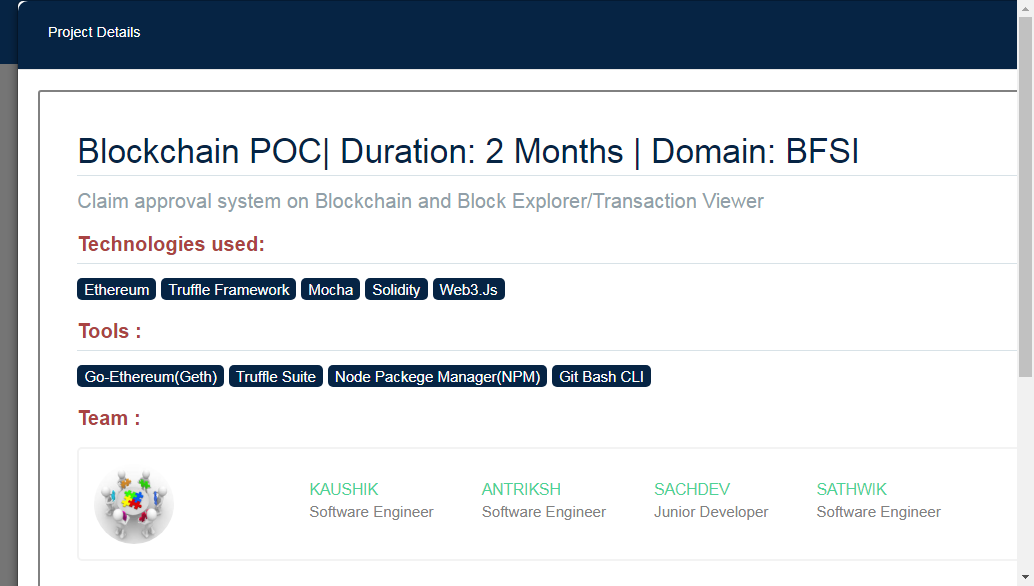 Project Details
Blockchain POC| Duration: 2 Months | Domain: BFSI
Claim approval system on Blockchain and Block Explorer/Transaction Viewer
Technologies used:
Ethereum Truffle Framework Mocha Solidity Web3.Js
Tools :
Go-Ethereum(Geth) Truffle Suite Node Packege Manager(NPM) Git Bash CLI
Team :
KAUSHIK ANTRIKSH SACHDEV SATHWIK
Software Engineer Software Engineer Junior Developer Software Engineer